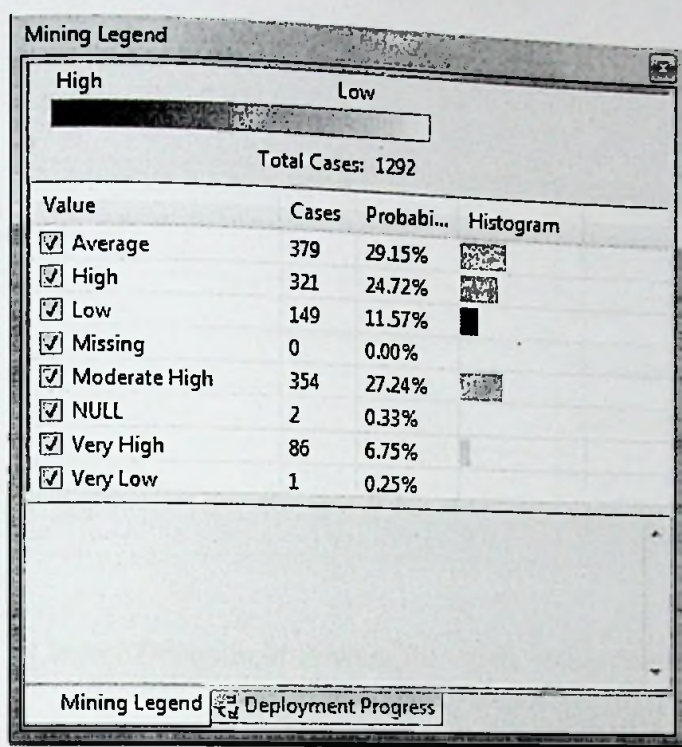 Mining Legend
High Low
Total Cases: 1292
Value Cases Probabi... Histogram
Average 379 29.15%
High 321 24.72%
Low 149 11.57%
Missing 0 0.00%
Moderate High 354 27.24%
NULL 2 0.33%
Very High 86 6.75%
Very Low 1 0.25%
Mining Legend Deployment Progress